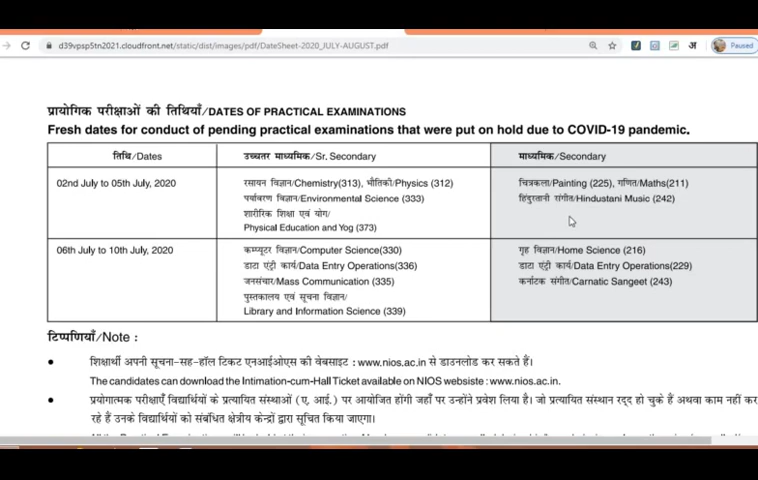 d39vpsp5tn2021.cloudfront.net/static/dist/images/pdf/DateSheet-2020_JULY-AUGUST.pdf
अ
Paused
प्रायोगिक परीक्षाओं की तिथियाँ/DATES OF PRACTICAL EXAMINATIONS
Fresh dates for conduct of pending practical examinations that were put on hold due to COVID-19 pandemic.
तिथि/Dates
उच्चतर माध्यमिक/Sr. Secondary
माध्यमिक/Secondary
02nd July to 05th July, 2020
रसायन विज्ञान/Chemistry(313), भौतिकी/Physics (312)
पर्यावरण विज्ञान/Environmental Science (333)
शारीरिक शिक्षा एवं योग/
Physical Education and Yog (373)
चित्रकला/Painting (225), गणित/Maths(211)
हिंदुस्तानी संगीत/Hindustani Music (242)
06th July to 10th July, 2020
कम्प्यूटर विज्ञान/Computer Science(330)
डाटा एंट्री कार्य/Data Entry Operations(336)
जनसंचार/Mass Communication (335)
पुस्तकालय एवं सूचना विज्ञान/
Library and Information Science (339)
गृह विज्ञान/Home Science (216)
डाटा एंट्री कार्य/Data Entry Operations(229)
कर्नाटक संगीत/Carnatic Sangeet (243)
टिप्पणियाँ/Note :
• शिक्षार्थी अपनी सूचना-सह-हॉल टिकट एनआईओएस की वेबसाइट : www.nios.ac.in से डाउनलोड कर सकते हैं।
The candidates can download the Intimation-cum-Hall Ticket available on NIOS websiste : www.nios.ac.in.
• प्रयोगात्मक परीक्षाएँ विद्यार्थियों के प्रत्यायित संस्थाओं (ए. आई.) पर आयोजित होंगी जहाँ पर उन्होंने प्रवेश लिया है। जो प्रत्यायित संस्थान रद्द हो चुके हैं अथवा काम नहीं कर
रहे हैं उनके विद्यार्थियों को संबंधित क्षेत्रीय केन्द्रों द्वारा सूचित किया जाएगा।